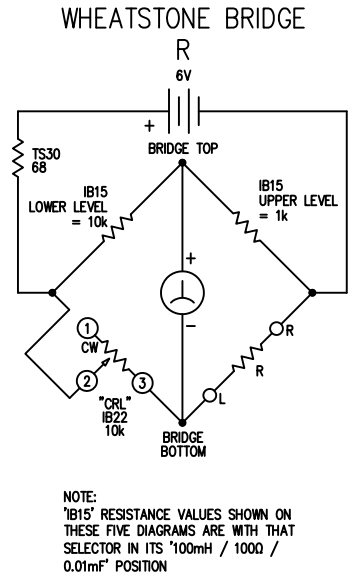 WHEATSTONE BRIDGE
R
6V
+
BRIDGE TOP
TS30
68
IB15
LOWER LEVEL
= 10k
IB15
UPPER LEVEL
= 1k
+
−
1
CW
2
3
"CRL"
IB22
10k
R
R
L
BRIDGE
BOTTOM
NOTE:
'IB15' RESISTANCE VALUES SHOWN ON
THESE FIVE DIAGRAMS ARE WITH THAT
SELECTOR IN ITS '100mH / 100Ω /
0.01mF' POSITION